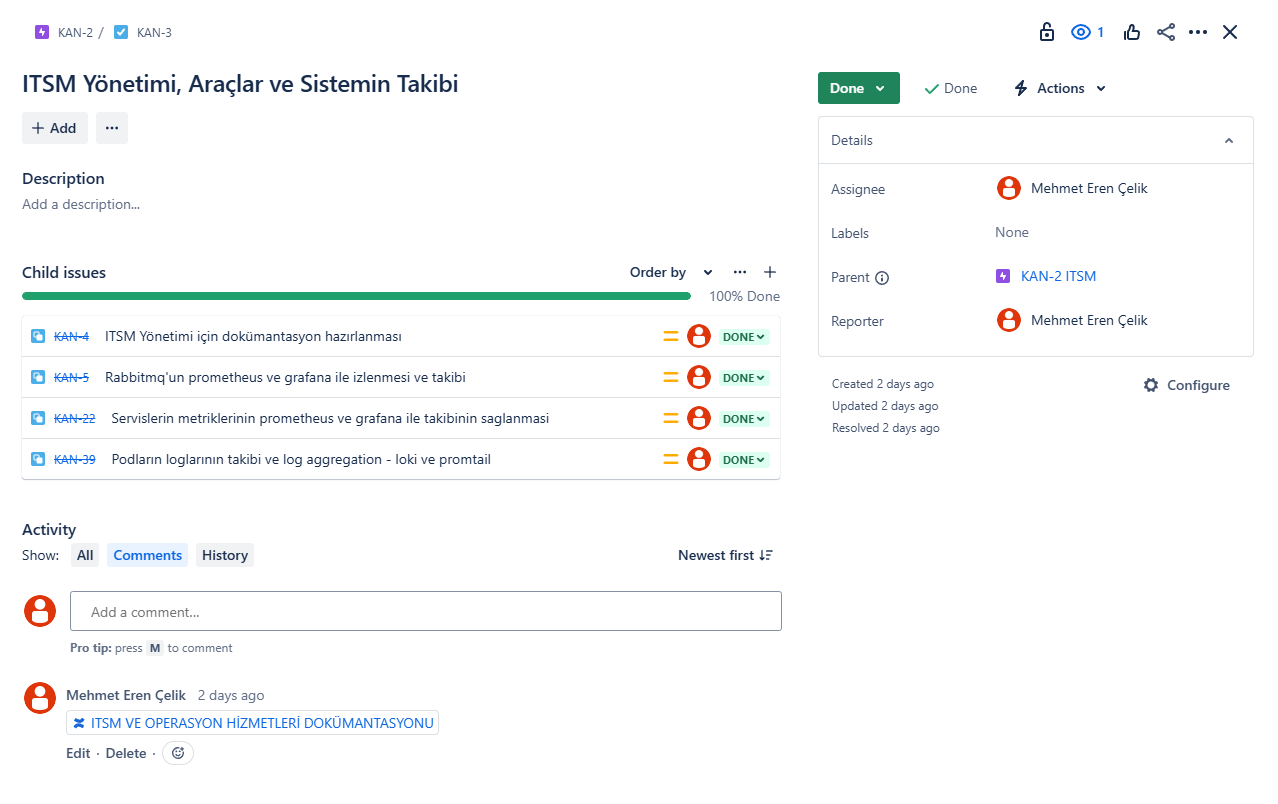 KAN-2 / KAN-3
1
ITSM Yönetimi, Araçlar ve Sistemin Takibi
Add
Description
Add a description...
Child issues
Order by
100% Done
KAN-4 ITSM Yönetimi için dokümantasyon hazırlanması DONE
KAN-5 Rabbitmq'un prometheus ve grafana ile izlenmesi ve takibi DONE
KAN-22 Servislerin metriklerinin prometheus ve grafana ile takibinin saglanmasi DONE
KAN-39 Podların loglarının takibi ve log aggregation - loki ve promtail DONE
Activity
Show: All Comments History
Newest first
Add a comment...
Pro tip: press M to comment
Mehmet Eren Çelik 2 days ago
ITSM VE OPERASYON HİZMETLERİ DOKÜMANTASYONU
Edit · Delete ·
Done Done Actions
Details
Assignee Mehmet Eren Çelik
Labels None
Parent KAN-2 ITSM
Reporter Mehmet Eren Çelik
Created 2 days ago
Updated 2 days ago
Resolved 2 days ago
Configure